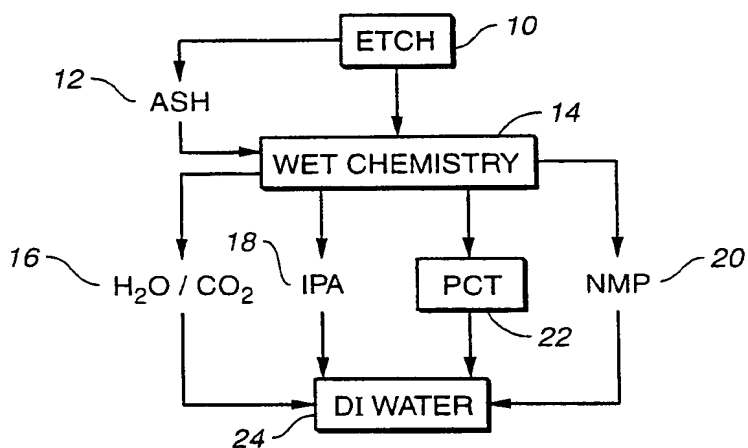 ETCH 10
12 ASH
14
WET CHEMISTRY
16 H₂O / CO₂
18 IPA
PCT
22
NMP 20
DI WATER
24